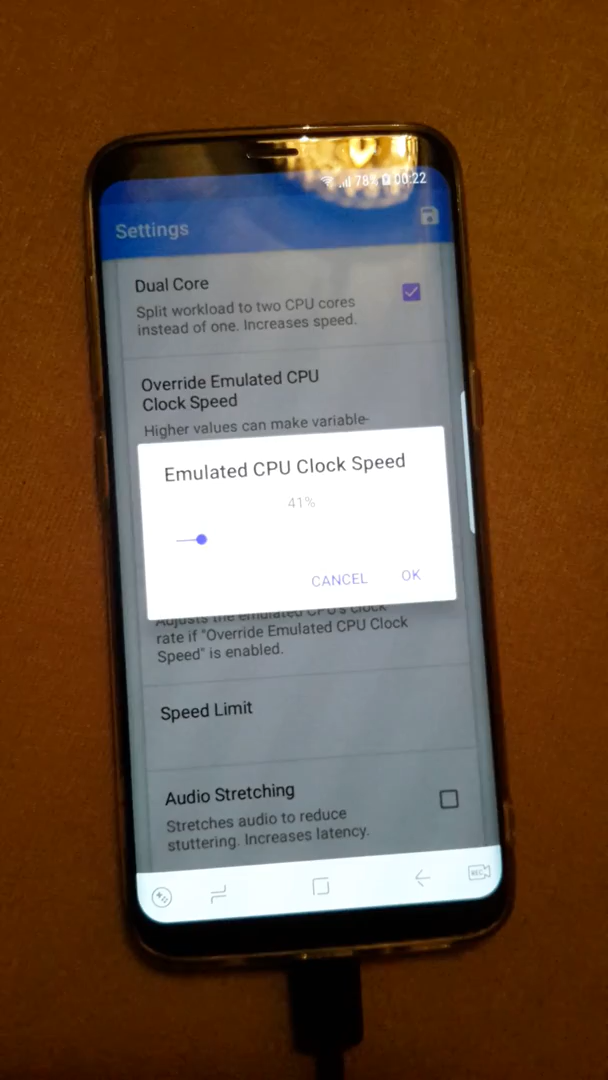 78% 00:22
Settings
Dual Core
Split workload to two CPU cores
instead of one. Increases speed.
Override Emulated CPU
Clock Speed
Higher values can make variable-
Emulated CPU Clock Speed
41%
CANCEL OK
Adjusts the emulated CPU's clock
rate if "Override Emulated CPU Clock
Speed" is enabled.
Speed Limit
Audio Stretching
Stretches audio to reduce
stuttering. Increases latency.
REC